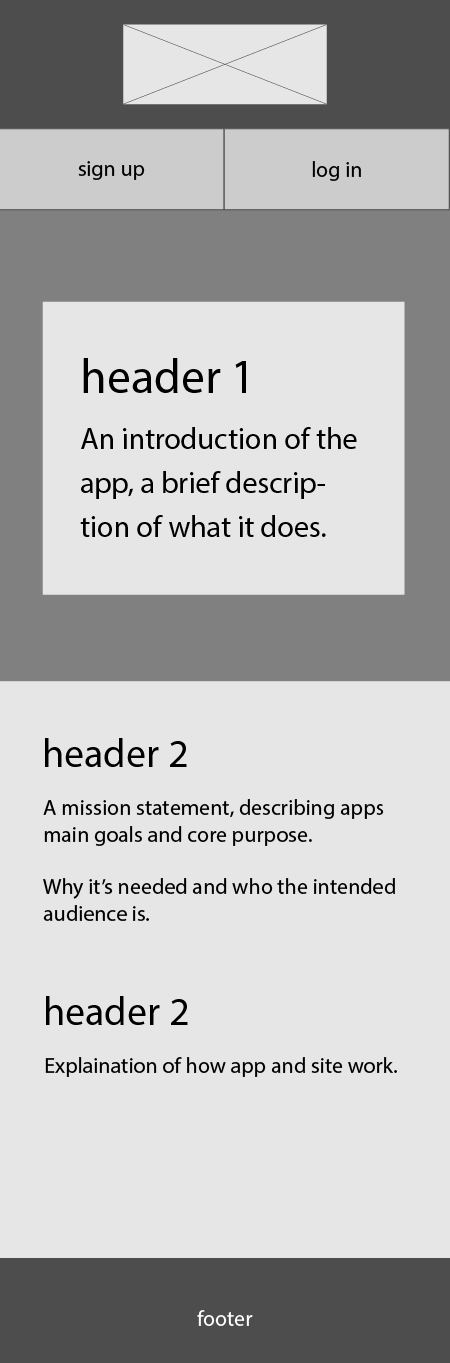 sign up
log in
header 1
An introduction of the
app, a brief descrip-
tion of what it does.
header 2
A mission statement, describing apps
main goals and core purpose.
Why it’s needed and who the intended
audience is.
header 2
Explaination of how app and site work.
footer